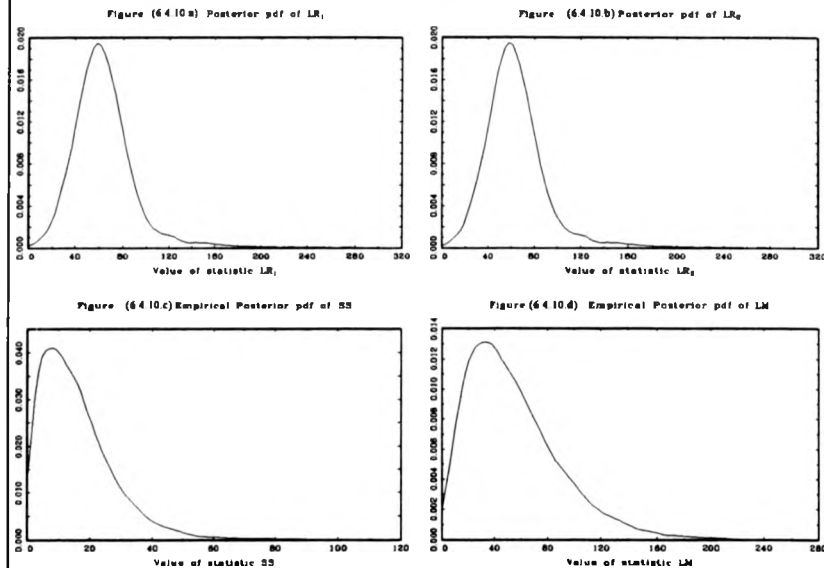 Figure (6.4.10.a) Posterior pdf of LR₁
0.020
0.016
0.012
0.008
0.004
0.000
0 40 80 120 160 200 240 280 320
Value of statistic LR₁
Figure (6.4.10.b) Posterior pdf of LR₂
0.020
0.016
0.012
0.008
0.004
0.000
0 40 80 120 160 200 240 280 320
Value of statistic LR₂
Figure (6.4.10.c) Empirical Posterior pdf of SS
0.040
0.030
0.020
0.010
0.000
0 20 40 60 80 100 120
Value of statistic SS
Figure (6.4.10.d) Empirical Posterior pdf of LM
0.014
0.012
0.010
0.008
0.006
0.004
0.002
0.000
0 40 80 120 160 200 240 280
Value of statistic LM